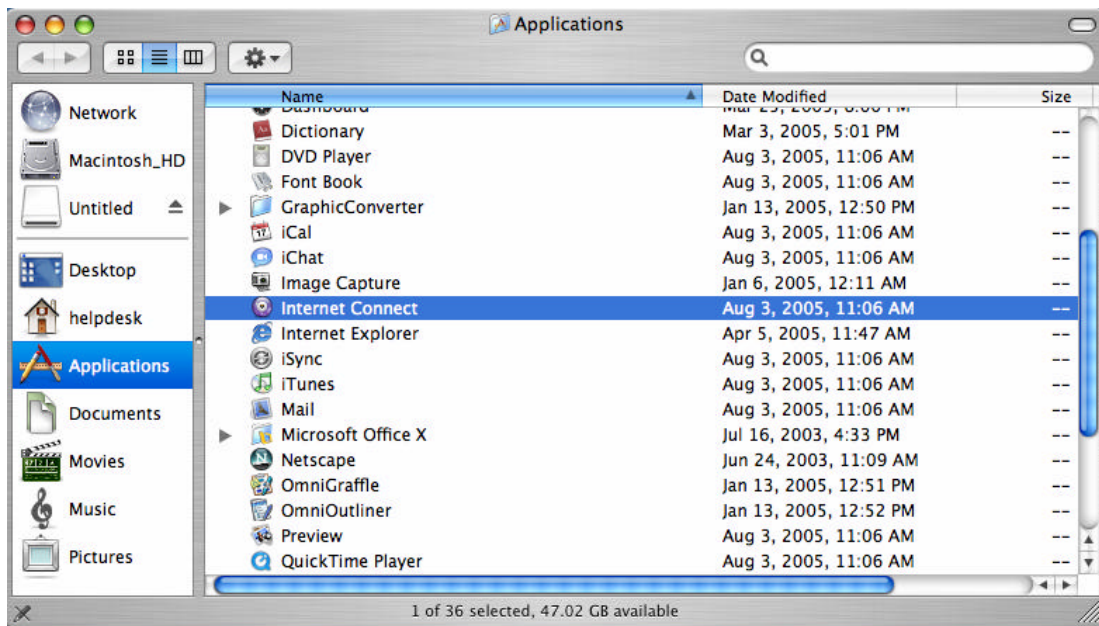 Applications
Name Date Modified Size
Dashboard Mar 25, 2005, 8:00 PM
Dictionary Mar 3, 2005, 5:01 PM --
DVD Player Aug 3, 2005, 11:06 AM --
Font Book Aug 3, 2005, 11:06 AM --
GraphicConverter Jan 13, 2005, 12:50 PM --
iCal Aug 3, 2005, 11:06 AM --
iChat Aug 3, 2005, 11:06 AM --
Image Capture Jan 6, 2005, 12:11 AM --
Internet Connect Aug 3, 2005, 11:06 AM --
Internet Explorer Apr 5, 2005, 11:47 AM --
iSync Aug 3, 2005, 11:06 AM --
iTunes Aug 3, 2005, 11:06 AM --
Mail Aug 3, 2005, 11:06 AM --
Microsoft Office X Jul 16, 2003, 4:33 PM --
Netscape Jun 24, 2003, 11:09 AM --
OmniGraffle Jan 13, 2005, 12:51 PM --
OmniOutliner Jan 13, 2005, 12:52 PM --
Preview Aug 3, 2005, 11:06 AM --
QuickTime Player Aug 3, 2005, 11:06 AM --
Network
Macintosh_HD
Untitled
Desktop
helpdesk
Applications
Documents
Movies
Music
Pictures
1 of 36 selected, 47.02 GB available